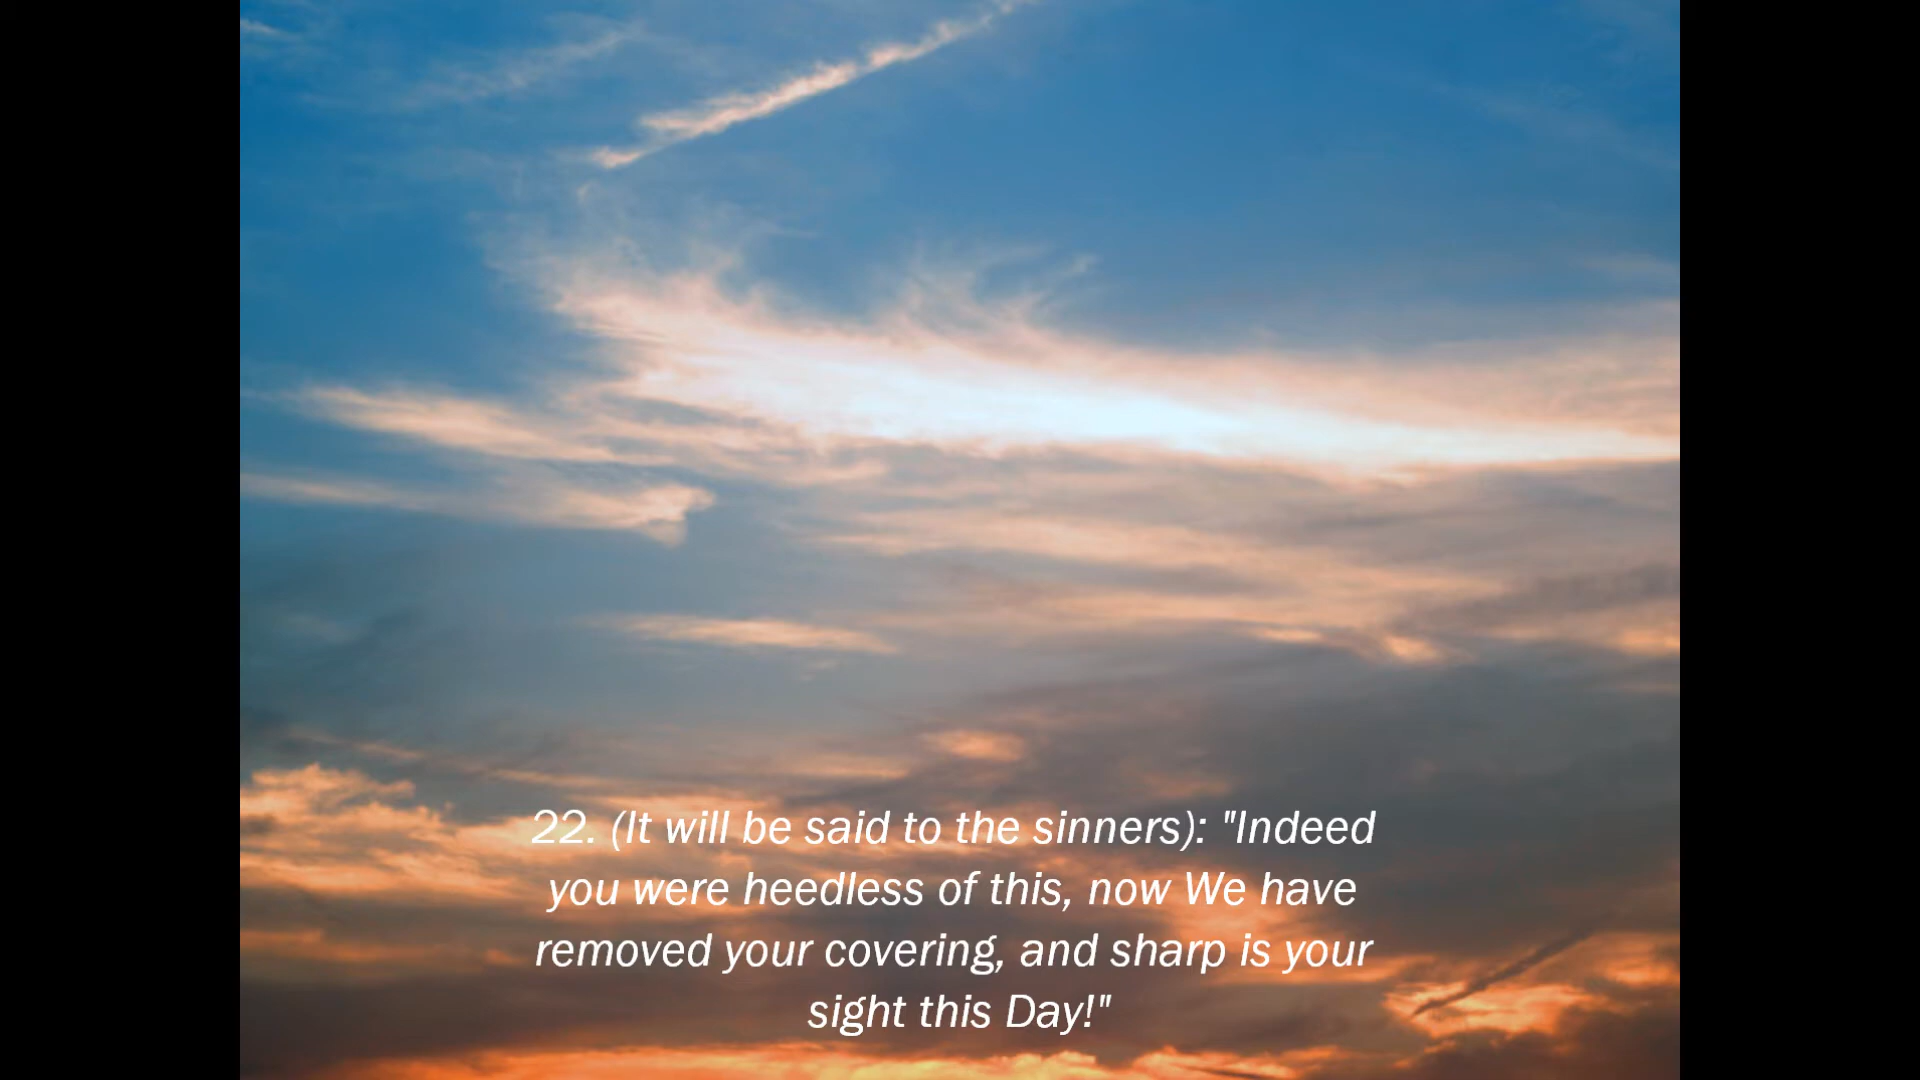 22. (It will be said to the sinners): "Indeed
you were heedless of this, now We have
removed your covering, and sharp is your
sight this Day!"